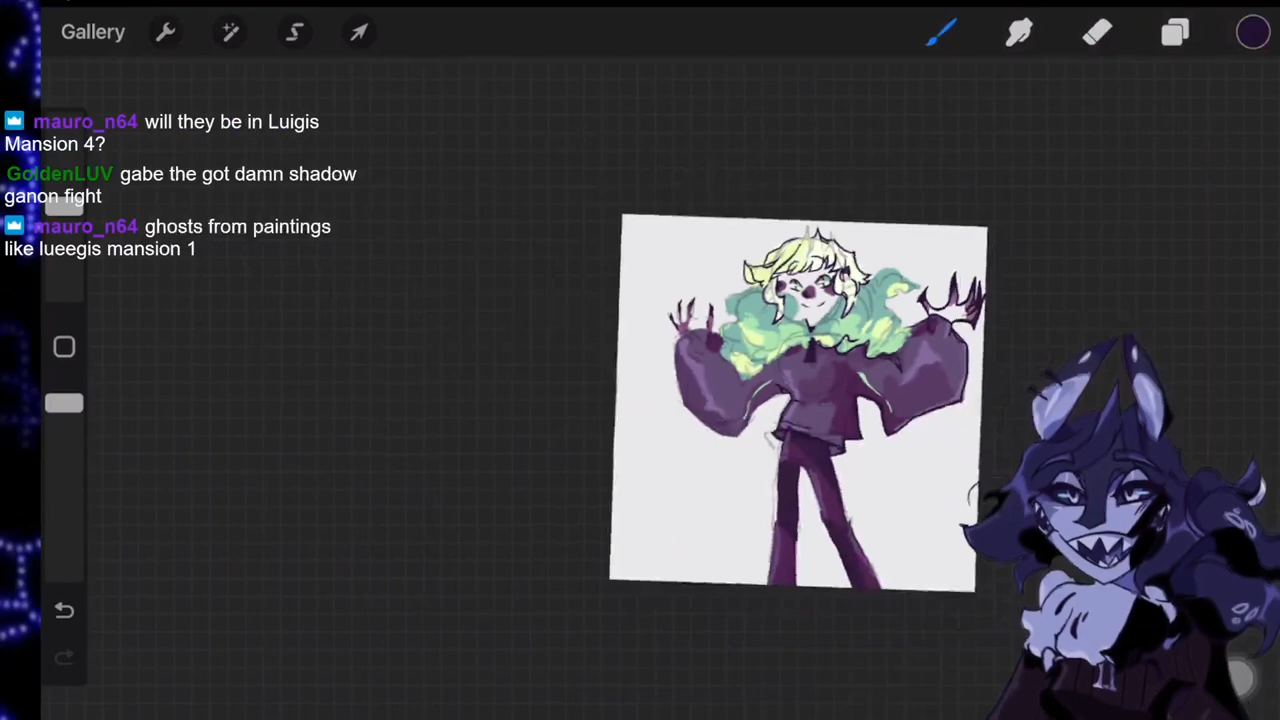 Gallery
mauro_n64 will they be in Luigis
Mansion 4?
GoldenLUV gabe the got damn shadow
ganon fight
mauro_n64 ghosts from paintings
like lueegis mansion 1